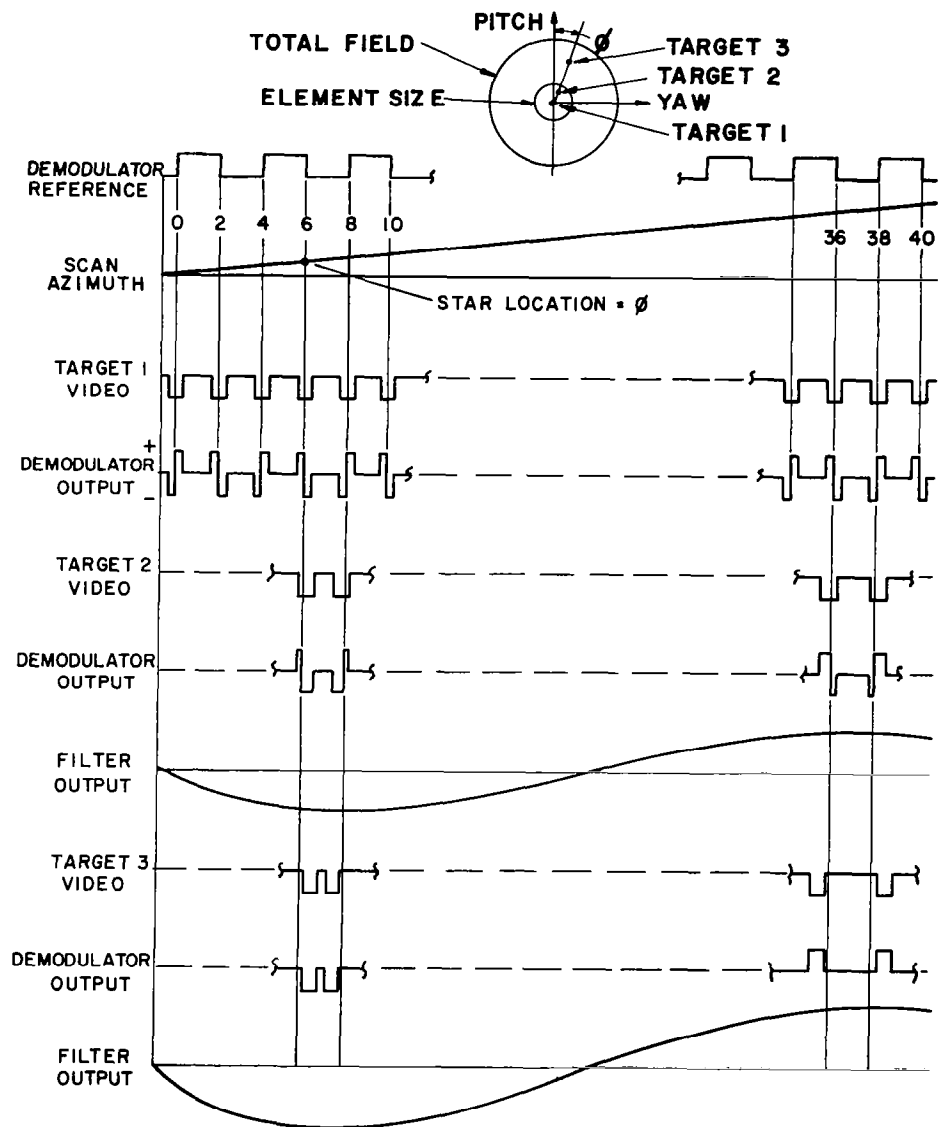 PITCH
φ
TOTAL FIELD
TARGET 3
TARGET 2
ELEMENT SIZE
YAW
TARGET 1
DEMODULATOR
REFERENCE
0 2 4 6 8 10 36 38 40
SCAN
AZIMUTH
STAR LOCATION = φ
TARGET 1
VIDEO
+
DEMODULATOR
OUTPUT
–
TARGET 2
VIDEO
DEMODULATOR
OUTPUT
FILTER
OUTPUT
TARGET 3
VIDEO
DEMODULATOR
OUTPUT
FILTER
OUTPUT